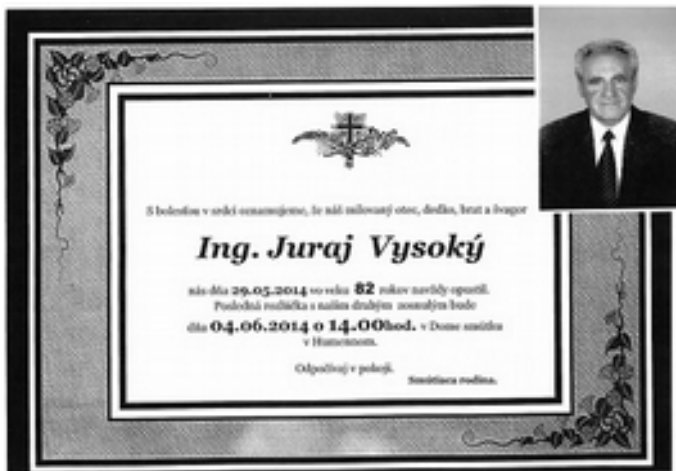 S bolesťou v srdci oznamujeme, že náš milovaný otec, dedko, brat a švagor
Ing. Juraj Vysoký
nás dňa 29.05.2014 vo veku 82 rokov navždy opustil.
Posledná rozlúčka s naším drahým zosnulým bude
dňa 04.06.2014 o 14.00hod. v Dome smútku
v Humennom.
Odpočívaj v pokoji.
Smútiaca rodina.